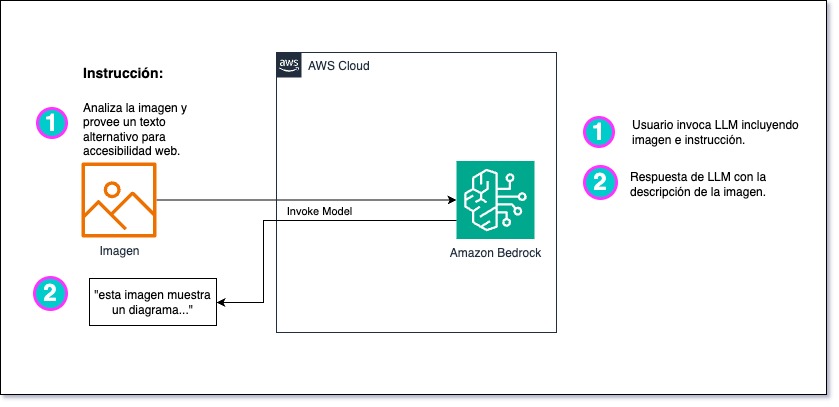 Instrucción:
1
Analiza la imagen y
provee un texto
alternativo para
accesibilidad web.
Imagen
2
"esta imagen muestra
un diagrama..."
aws
AWS Cloud
Invoke Model
Amazon Bedrock
1
Usuario invoca LLM incluyendo
imagen e instrucción.
2
Respuesta de LLM con la
descripción de la imagen.